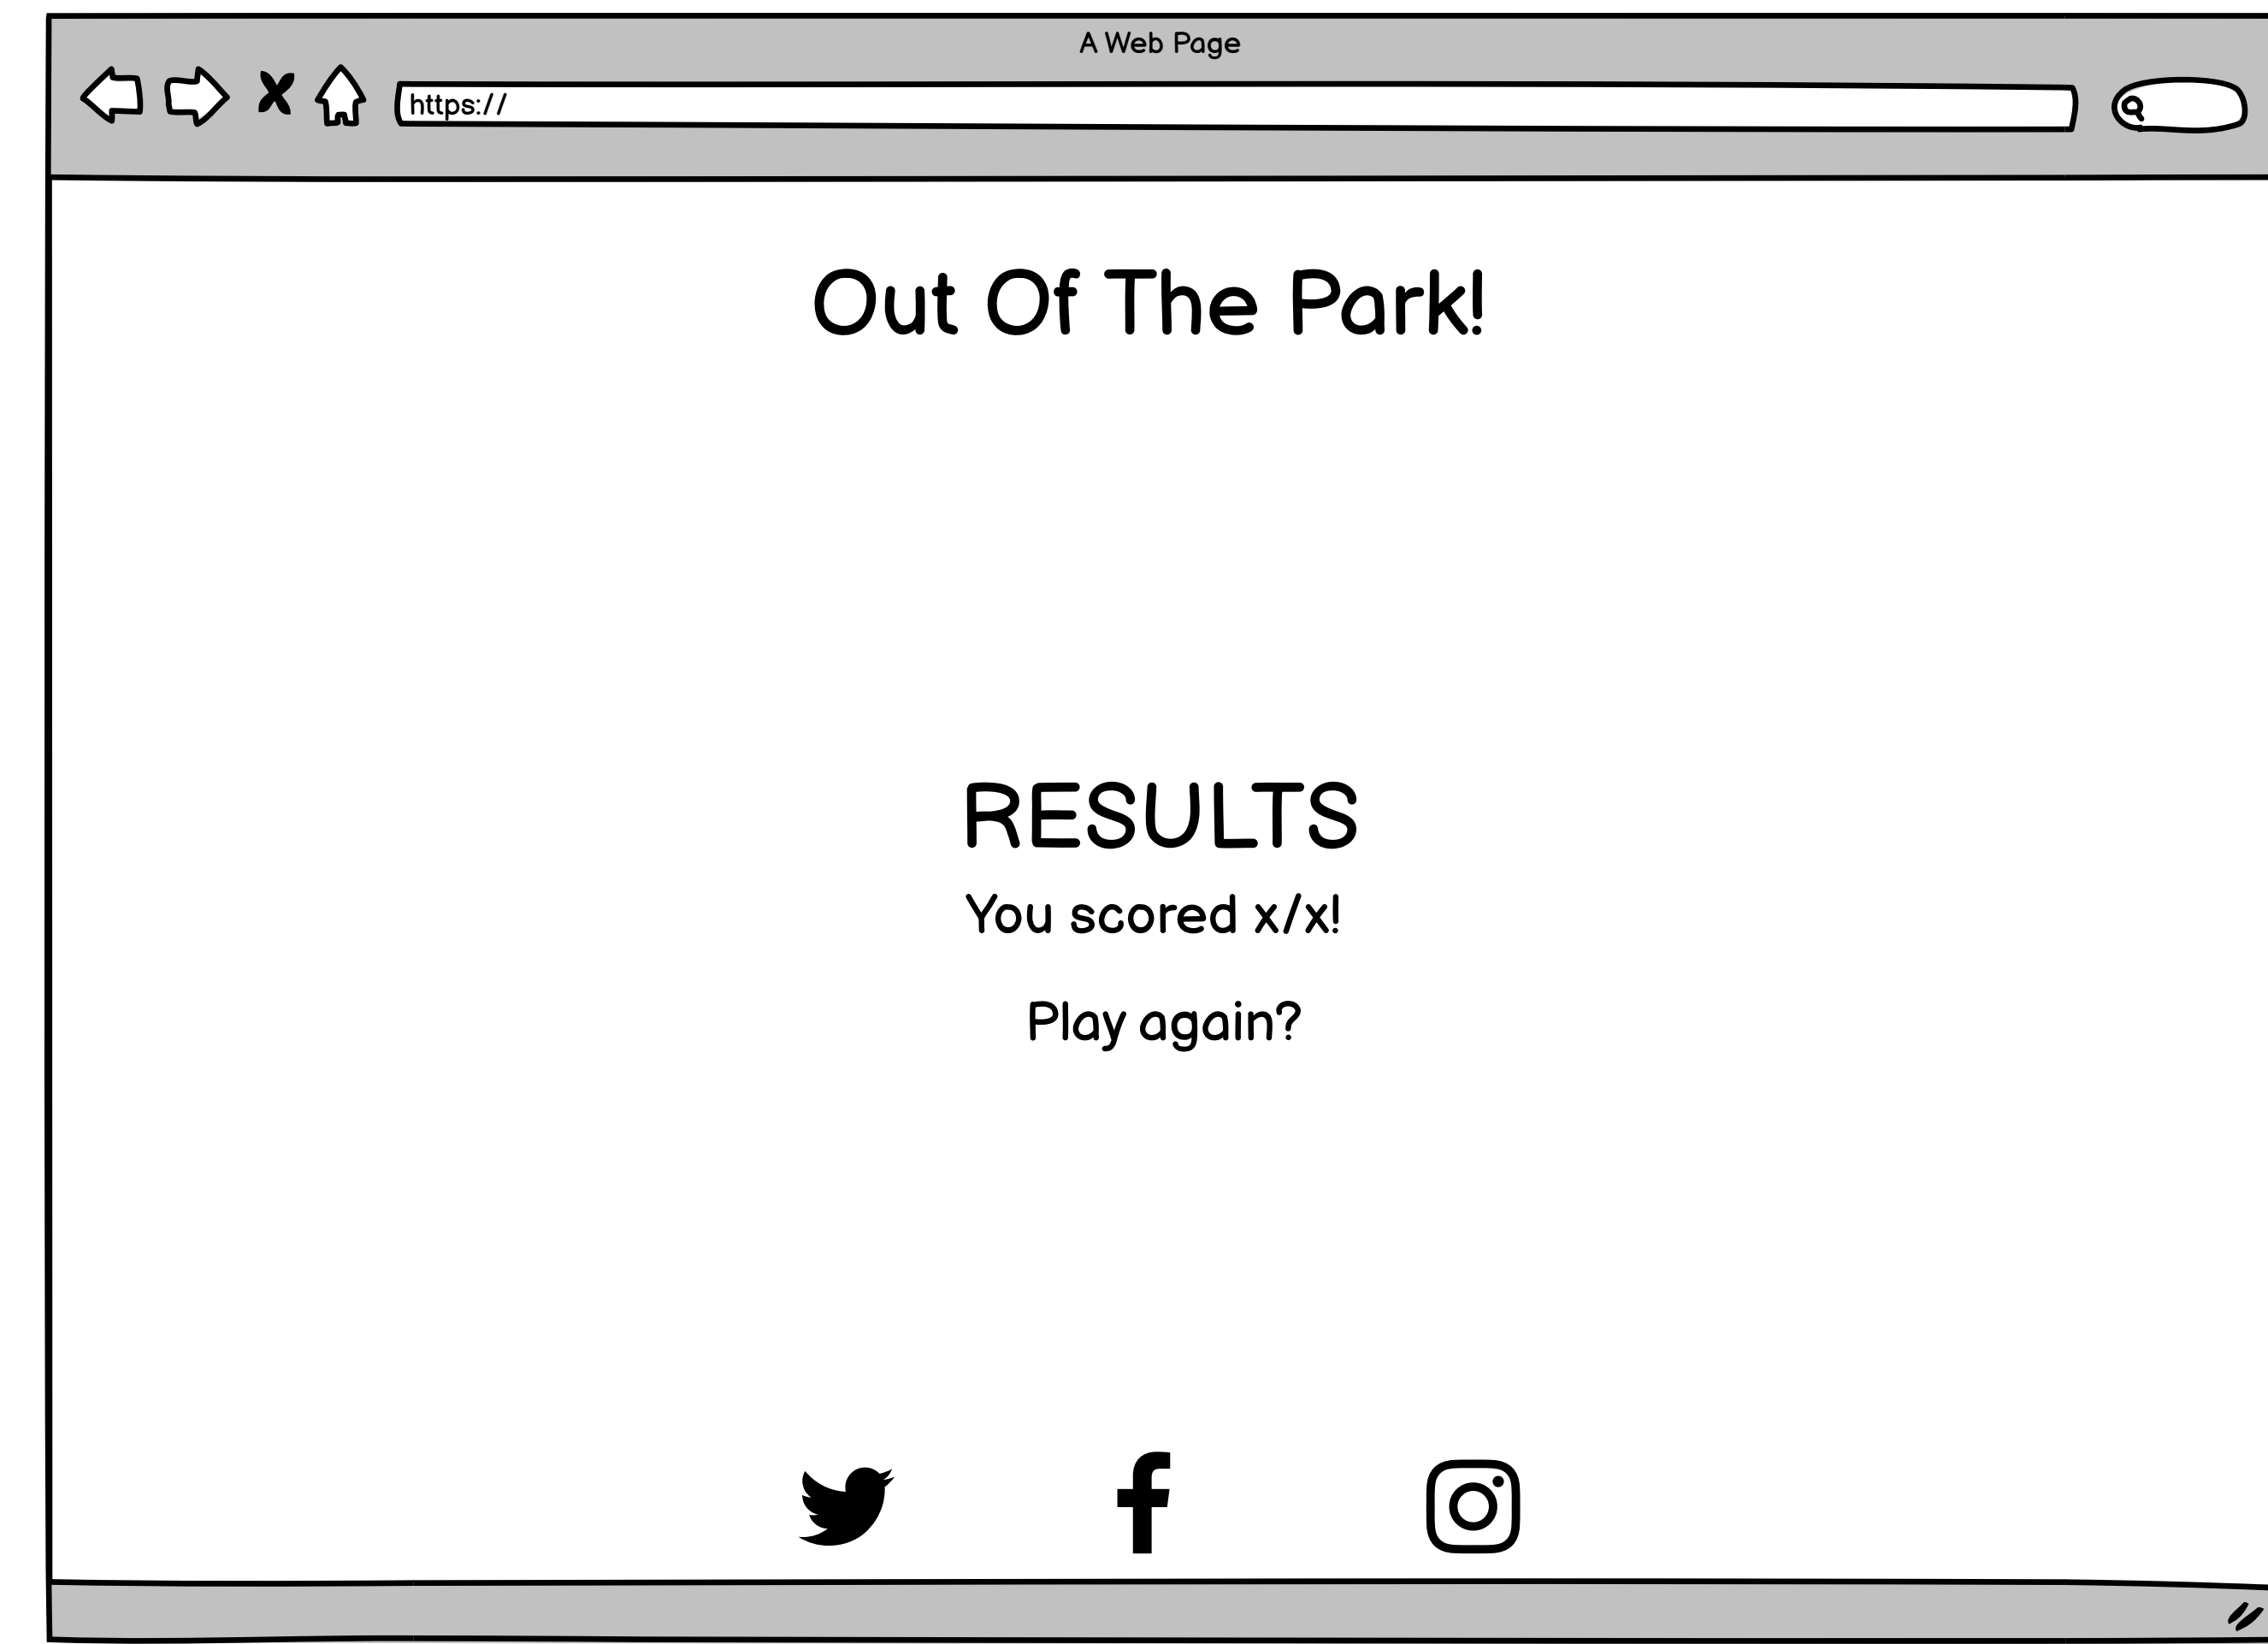 A Web Page
https://
Out Of The Park!
RESULTS
You scored x/x!
Play again?